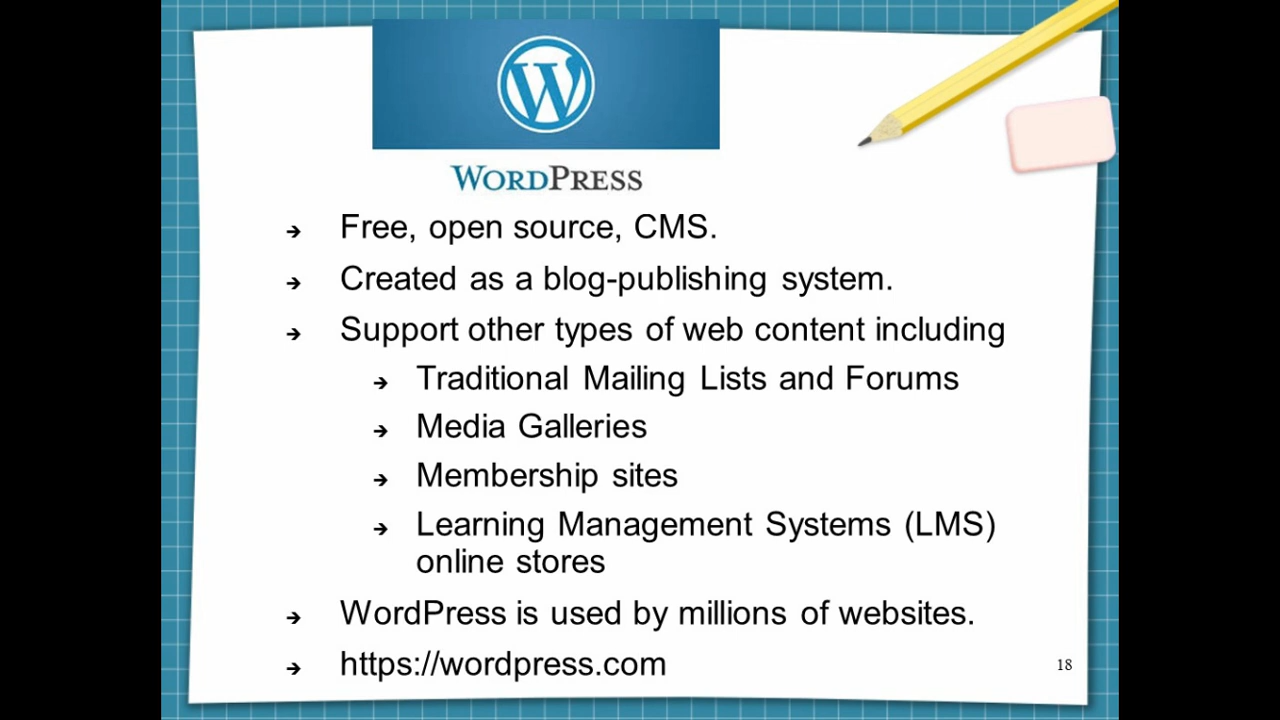 WORDPRESS
Free, open source, CMS.
Created as a blog-publishing system.
Support other types of web content including
Traditional Mailing Lists and Forums
Media Galleries
Membership sites
Learning Management Systems (LMS)
online stores
WordPress is used by millions of websites.
https://wordpress.com
18